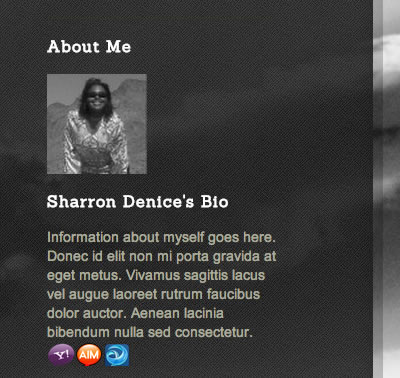 About Me
Sharron Denice's Bio
Information about myself goes here.
Donec id elit non mi porta gravida at
eget metus. Vivamus sagittis lacus
vel augue laoreet rutrum faucibus
dolor auctor. Aenean lacinia
bibendum nulla sed consectetur.
Y! AIM